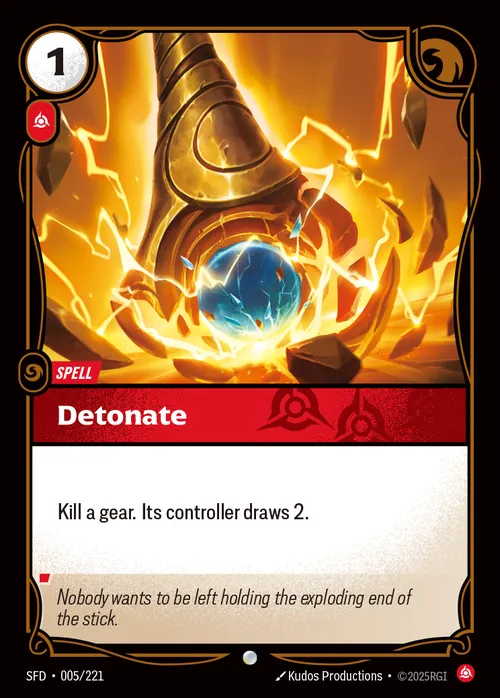 1
SPELL
Detonate
Kill a gear. Its controller draws 2.
Nobody wants to be left holding the exploding end of
the stick.
SFD • 005/221
Kudos Productions • ©2025RGI